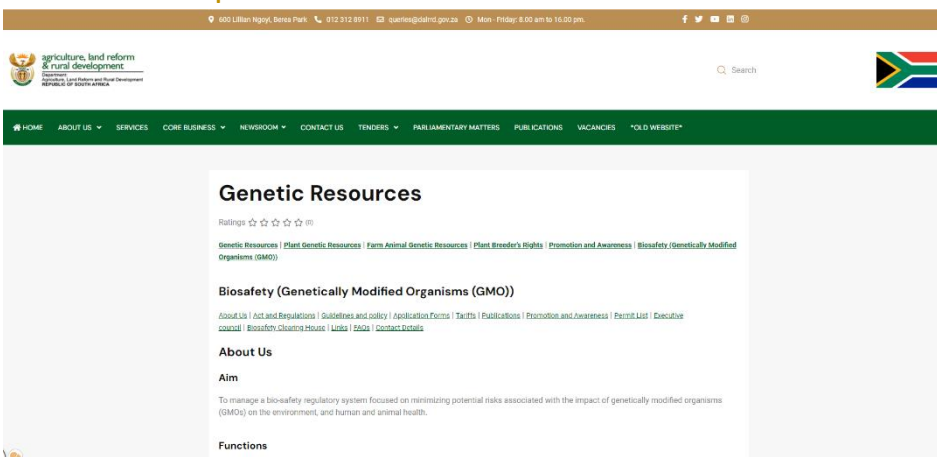 600 Lillian Ngoyi, Berea Park 012 312 8911 queries@dalrrd.gov.za Mon - Friday: 8.00 am to 16.00 pm.
agriculture, land reform
& rural development
Department:
Agriculture, Land Reform and Rural Development
REPUBLIC OF SOUTH AFRICA
Search
HOME ABOUT US SERVICES CORE BUSINESS NEWSROOM CONTACT US TENDERS PARLIAMENTARY MATTERS PUBLICATIONS VACANCIES *OLD WEBSITE*
Genetic Resources
Ratings (0)
Genetic Resources | Plant Genetic Resources | Farm Animal Genetic Resources | Plant Breeder's Rights | Promotion and Awareness | Biosafety (Genetically Modified
Organisms (GMO))
Biosafety (Genetically Modified Organisms (GMO))
About Us | Act and Regulations | Guidelines and policy | Application Forms | Tariffs | Publications | Promotion and Awareness | Permit List | Executive
council | Biosafety Clearing House | Links | FAQs | Contact Details
About Us
Aim
To manage a bio-safety regulatory system focused on minimizing potential risks associated with the impact of genetically modified organisms
(GMOs) on the environment, and human and animal health.
Functions